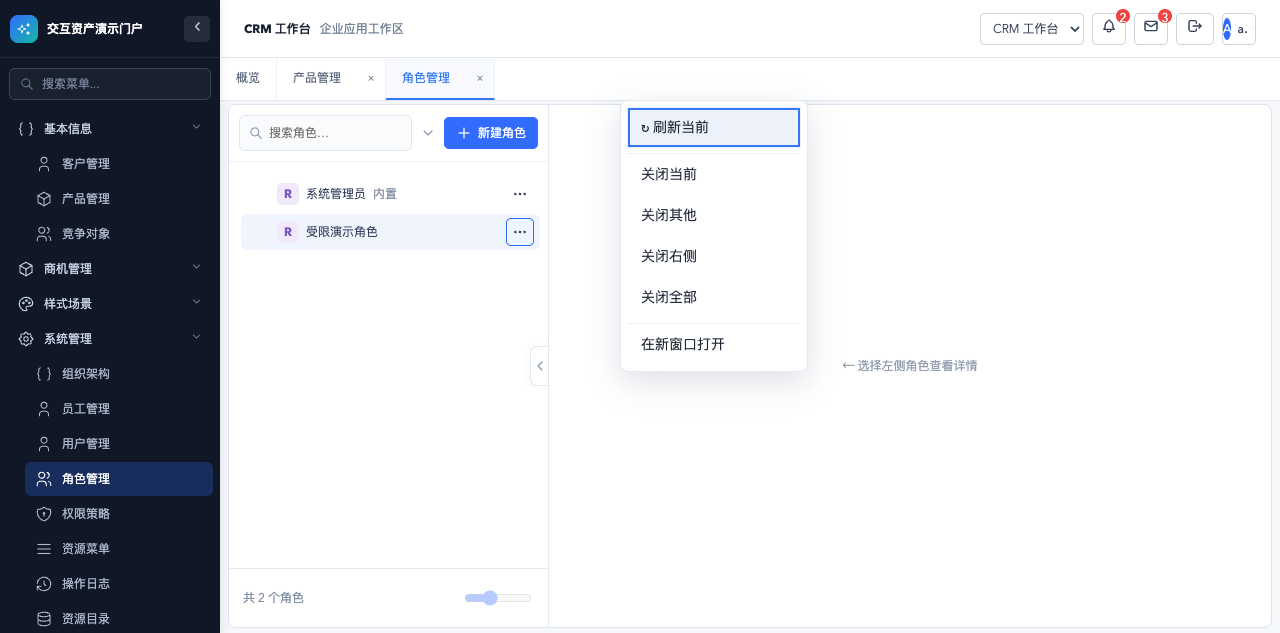 交互资产演示门户
搜索菜单...
基本信息
客户管理
产品管理
竞争对象
商机管理
样式场景
系统管理
组织架构
员工管理
用户管理
角色管理
权限策略
资源菜单
操作日志
资源目录
CRM 工作台 企业应用工作区
CRM 工作台
2
3
A a.
概览
产品管理 ×
角色管理 ×
搜索角色...
+ 新建角色
R 系统管理员 内置 ...
R 受限演示角色 ...
共 2 个角色
↻ 刷新当前
关闭当前
关闭其他
关闭右侧
关闭全部
在新窗口打开
← 选择左侧角色查看详情